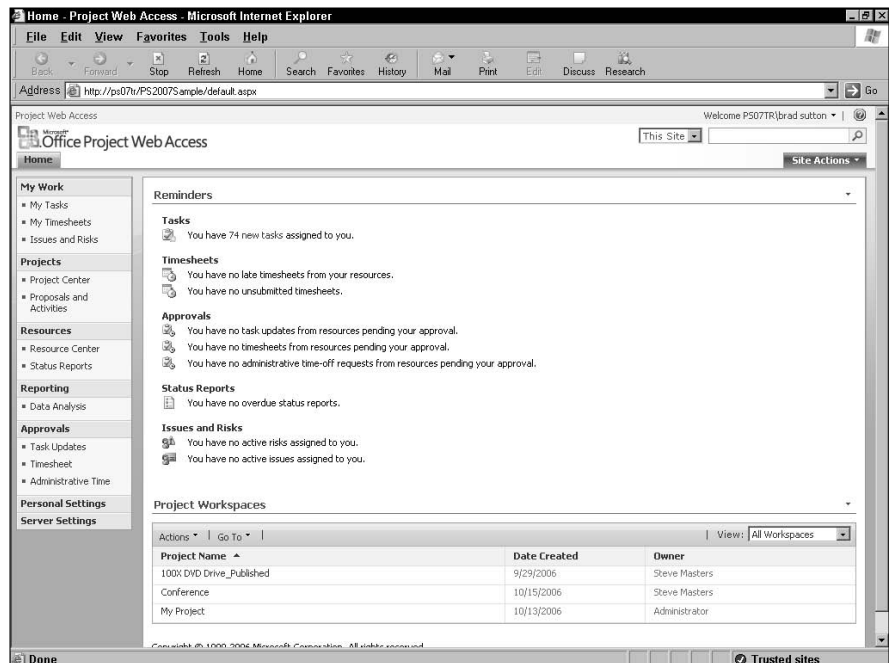 Home - Project Web Access - Microsoft Internet Explorer
File Edit View Favorites Tools Help
Back Forward Stop Refresh Home Search Favorites History Mail Print Edit Discuss Research
Address http://ps07tr/PS2007Sample/default.aspx Go
Project Web Access Welcome PS07TR\brad sutton
Microsoft
Office Project Web Access This Site
Home Site Actions
My Work
My Tasks
My Timesheets
Issues and Risks
Projects
Project Center
Proposals and
Activities
Resources
Resource Center
Status Reports
Reporting
Data Analysis
Approvals
Task Updates
Timesheet
Administrative Time
Personal Settings
Server Settings
Reminders
Tasks
You have 74 new tasks assigned to you.
Timesheets
You have no late timesheets from your resources.
You have no unsubmitted timesheets.
Approvals
You have no task updates from resources pending your approval.
You have no timesheets from resources pending your approval.
You have no administrative time-off requests from resources pending your approval.
Status Reports
You have no overdue status reports.
Issues and Risks
You have no active risks assigned to you.
You have no active issues assigned to you.
Project Workspaces
Actions Go To View: All Workspaces
Project Name Date Created Owner
100X DVD Drive_Published 9/29/2006 Steve Masters
Conference 10/15/2006 Steve Masters
My Project 10/13/2006 Administrator
Copyright © 1990-2006 Microsoft Corporation. All rights reserved.
Done Trusted sites